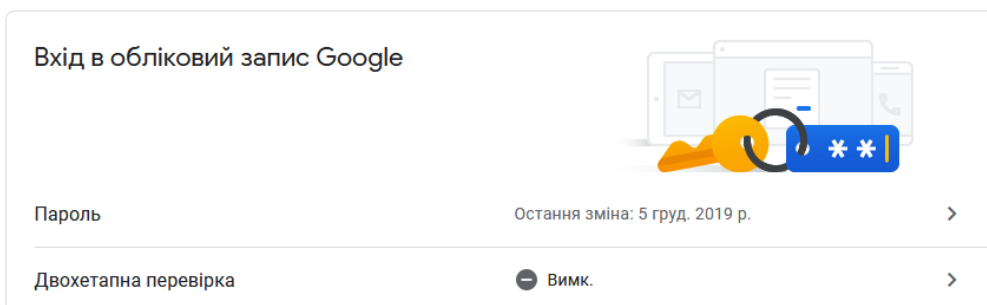 Вхід в обліковий запис Google
**
Пароль
Остання зміна: 5 груд. 2019 р.
Двохетапна перевірка
Вимк.